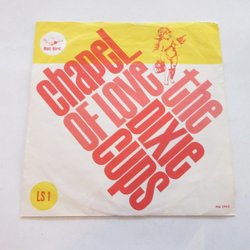 Red Bird
chapel
OF LOVE
the
DIXIE
cups
LS 1